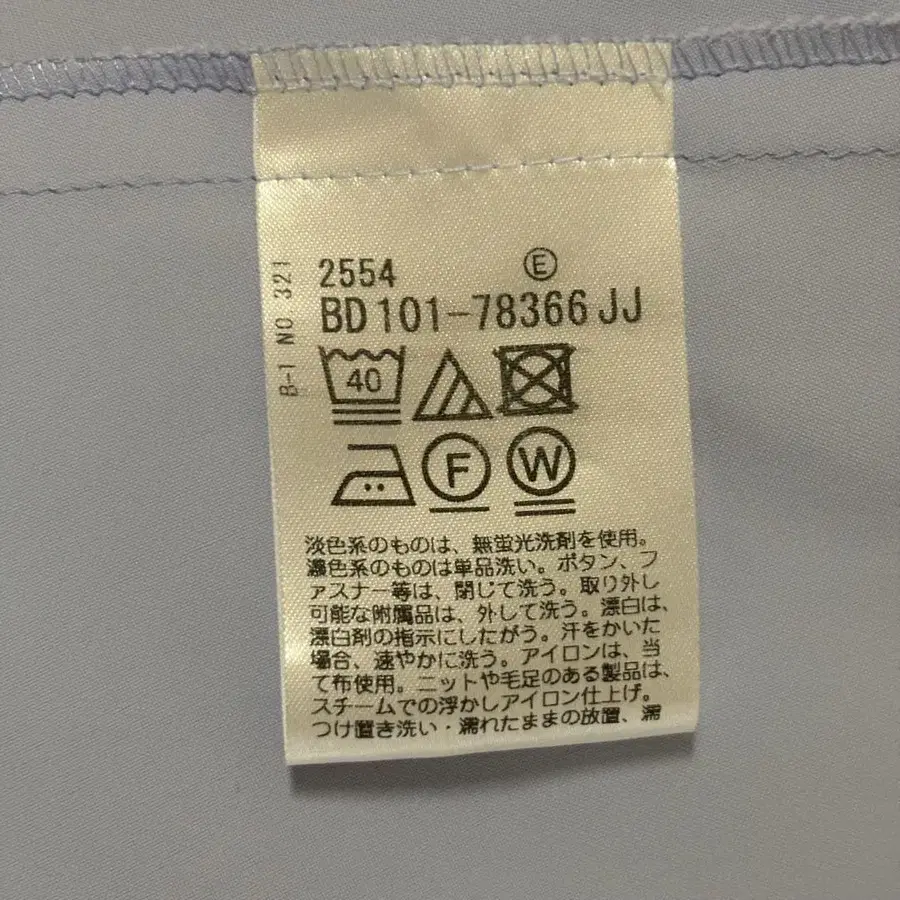 2554 Ⓔ
BD101-78366JJ
B-1 NO 321
40
F W
淡色系のものは、無蛍光洗剤を使用。
濃色系のものは単品洗い。ボタン、フ
ァスナー等は、閉じて洗う。取り外し
可能な附属品は、外して洗う。漂白は、
漂白剤の指示にしたがう。汗をかいた
場合、速やかに洗う。アイロンは、当
て布使用。ニットや毛足のある製品は、
スチームでの浮かしアイロン仕上げ。
つけ置き洗い・濡れたままの放置、濡